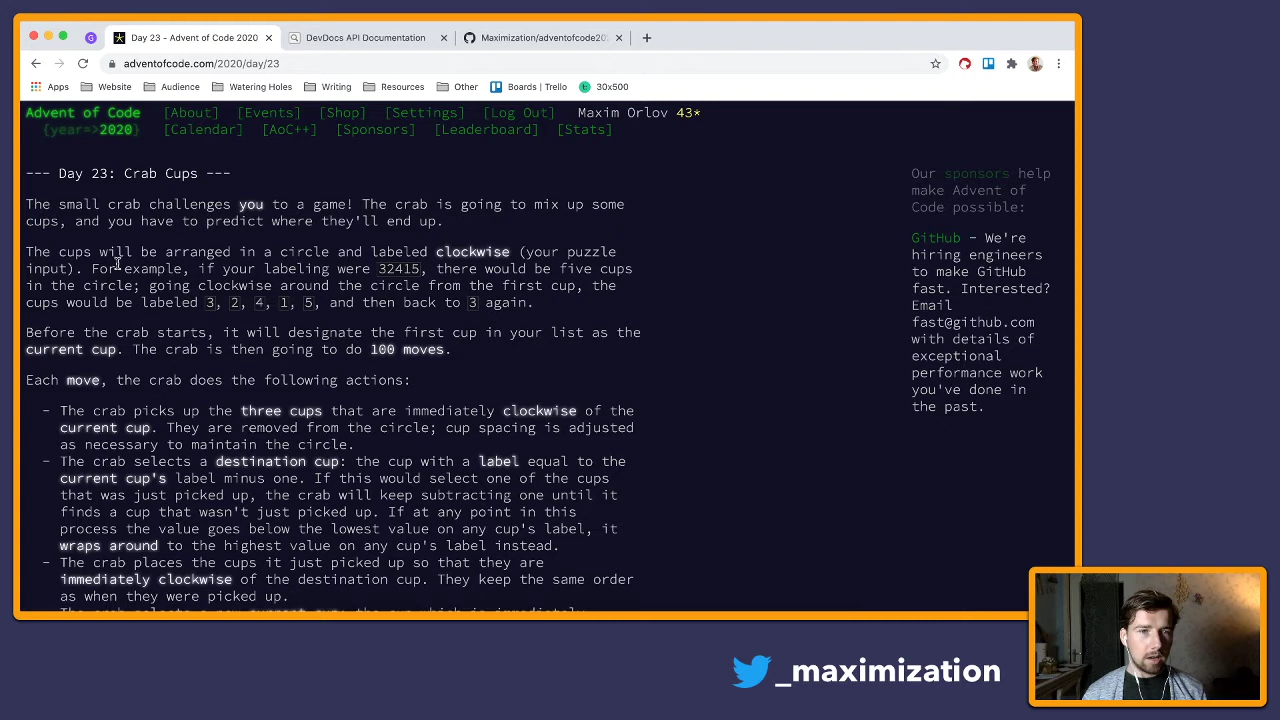 Day 23 - Advent of Code 2020
DevDocs API Documentation
Maximization/adventofcode20
adventofcode.com/2020/day/23
Apps Website Audience Watering Holes Writing Resources Other Boards | Trello 30x500
Advent of Code [About] [Events] [Shop] [Settings] [Log Out] Maxim Orlov 43*
{year=>2020} [Calendar] [AoC++] [Sponsors] [Leaderboard] [Stats]
--- Day 23: Crab Cups ---
The small crab challenges you to a game! The crab is going to mix up some
cups, and you have to predict where they'll end up.
The cups will be arranged in a circle and labeled clockwise (your puzzle
input). For example, if your labeling were 32415, there would be five cups
in the circle; going clockwise around the circle from the first cup, the
cups would be labeled 3, 2, 4, 1, 5, and then back to 3 again.
Before the crab starts, it will designate the first cup in your list as the
current cup. The crab is then going to do 100 moves.
Each move, the crab does the following actions:
- The crab picks up the three cups that are immediately clockwise of the
current cup. They are removed from the circle; cup spacing is adjusted
as necessary to maintain the circle.
- The crab selects a destination cup: the cup with a label equal to the
current cup's label minus one. If this would select one of the cups
that was just picked up, the crab will keep subtracting one until it
finds a cup that wasn't just picked up. If at any point in this
process the value goes below the lowest value on any cup's label, it
wraps around to the highest value on any cup's label instead.
- The crab places the cups it just picked up so that they are
immediately clockwise of the destination cup. They keep the same order
as when they were picked up.
- The crab selects a new current cup: the cup which is immediately
Our sponsors help
make Advent of
Code possible:
GitHub - We're
hiring engineers
to make GitHub
fast. Interested?
Email
fast@github.com
with details of
exceptional
performance work
you've done in
the past.
_maximization